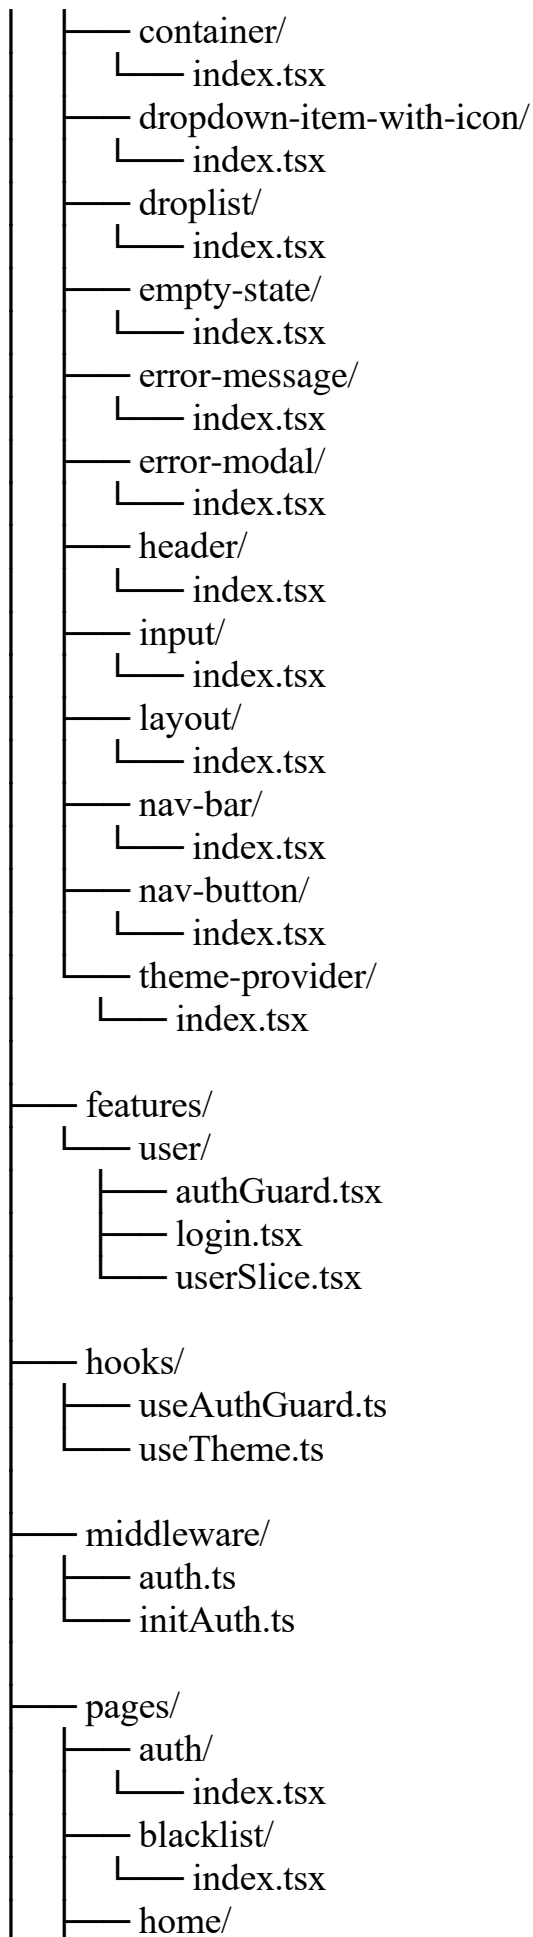 │   ├── container/
│   │   └── index.tsx
│   ├── dropdown-item-with-icon/
│   │   └── index.tsx
│   ├── droplist/
│   │   └── index.tsx
│   ├── empty-state/
│   │   └── index.tsx
│   ├── error-message/
│   │   └── index.tsx
│   ├── error-modal/
│   │   └── index.tsx
│   ├── header/
│   │   └── index.tsx
│   ├── input/
│   │   └── index.tsx
│   ├── layout/
│   │   └── index.tsx
│   ├── nav-bar/
│   │   └── index.tsx
│   ├── nav-button/
│   │   └── index.tsx
│   └── theme-provider/
│       └── index.tsx
│
├── features/
│   └── user/
│       ├── authGuard.tsx
│       ├── login.tsx
│       └── userSlice.tsx
│
├── hooks/
│   ├── useAuthGuard.ts
│   └── useTheme.ts
│
├── middleware/
│   ├── auth.ts
│   └── initAuth.ts
│
├── pages/
│   ├── auth/
│   │   └── index.tsx
│   ├── blacklist/
│   │   └── index.tsx
│   ├── home/